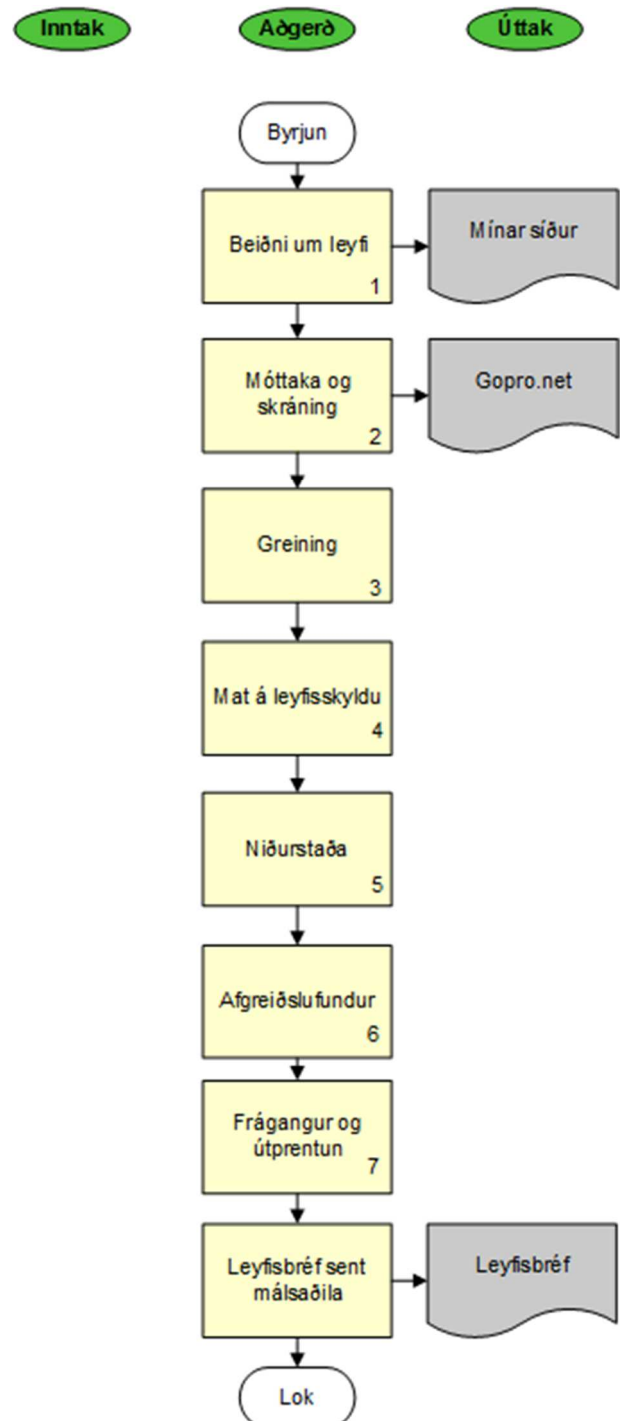 Inntak
Aðgerð
Úttak
Byrjun
Beiðni um leyfi
1
Mínar síður
Móttaka og
skráning
2
Gopro.net
Greining
3
Mat á leyfisskyldu
4
Niðurstaða
5
Afgreiðslufundur
6
Frágangur og
útprentun
7
Leyfisbréf sent
málsaðila
Leyfisbréf
Lok